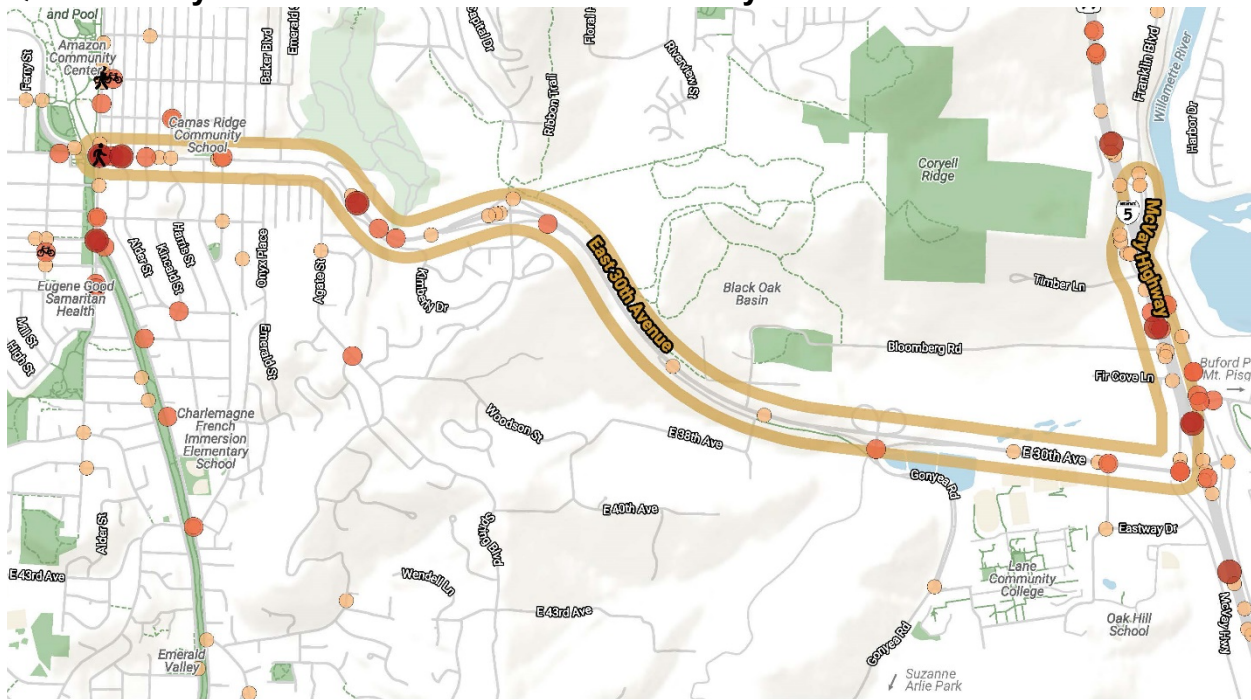 and Pool
Amazon
Community
Center
Ferry St
Baker Blvd
Emerald S
Capital Dr
Floral H
Ribbon Trail
Riverview St
Franklin Blvd
Willamette River
Harbor Dr
Camas Ridge
Community
School
Coryell
Ridge
5
McVay Highway
Alder St
Kincaid St
Harris St
Onyx Place
Agate St
Kimberly Dr
East 30th Avenue
Black Oak
Basin
Timber Ln
Eugene Good
Samaritan
Health
Mill St
High St
Emerald St
Bloomberg Rd
Fir Cove Ln
Buford P
Mt. Pisg
Charlemagne
French
Immersion
Elementary
School
Woodson St
E 38th Ave
E 30th Ave
Gonyea Rd
E 40th Ave
Eastway Dr
Alder St
Spring Blvd
E 43rd Ave
Wendell Ln
E 43rd Ave
Lane
Community
College
Oak Hill
School
McVay Hwy
Gonyea Rd
Emerald
Valley
Suzanne
Arlie Park